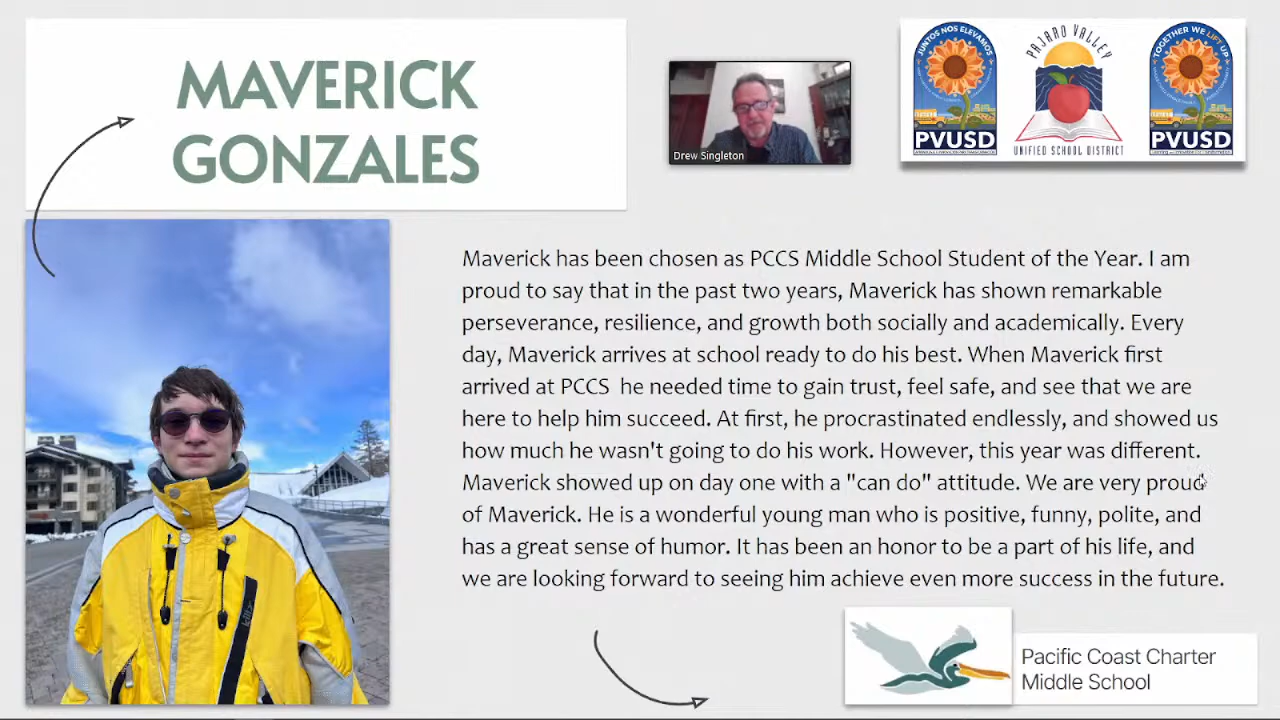 MAVERICK
GONZALES
Drew Singleton
JUNTOS NOS ELEVAMOS
PVUSD
PAJARO VALLEY
UNIFIED SCHOOL DISTRICT
TOGETHER WE LIFT UP
PVUSD
Maverick has been chosen as PCCS Middle School Student of the Year. I am
proud to say that in the past two years, Maverick has shown remarkable
perseverance, resilience, and growth both socially and academically. Every
day, Maverick arrives at school ready to do his best. When Maverick first
arrived at PCCS he needed time to gain trust, feel safe, and see that we are
here to help him succeed. At first, he procrastinated endlessly, and showed us
how much he wasn't going to do his work. However, this year was different.
Maverick showed up on day one with a "can do" attitude. We are very proud
of Maverick. He is a wonderful young man who is positive, funny, polite, and
has a great sense of humor. It has been an honor to be a part of his life, and
we are looking forward to seeing him achieve even more success in the future.
Pacific Coast Charter
Middle School